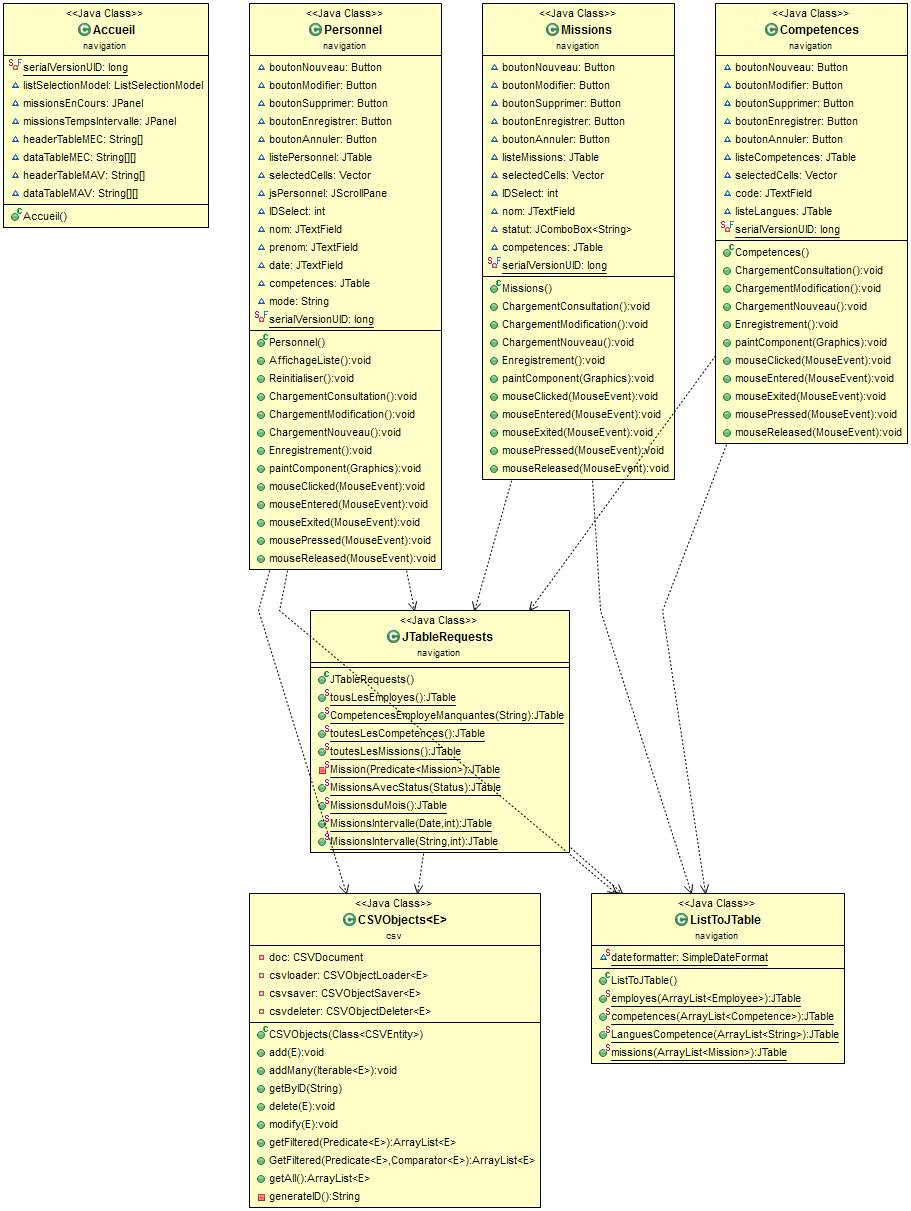 <<Java Class>>
Accueil
navigation
serialVersionUID: long
listSelectionModel: ListSelectionModel
missionsEnCours: JPanel
missionsTempsIntervalle: JPanel
headerTableMEC: String[]
dataTableMEC: String[][]
headerTableMAV: String[]
dataTableMAV: String[][]
Accueil()
<<Java Class>>
Personnel
navigation
boutonNouveau: Button
boutonModifier: Button
boutonSupprimer: Button
boutonEnregistrer: Button
boutonAnnuler: Button
listePersonnel: JTable
selectedCells: Vector
jsPersonnel: JScrollPane
IDSelect: int
nom: JTextField
prenom: JTextField
date: JTextField
competences: JTable
mode: String
serialVersionUID: long
Personnel()
AffichageListe():void
Reinitialiser():void
ChargementConsultation():void
ChargementModification():void
ChargementNouveau():void
Enregistrement():void
paintComponent(Graphics):void
mouseClicked(MouseEvent):void
mouseEntered(MouseEvent):void
mouseExited(MouseEvent):void
mousePressed(MouseEvent):void
mouseReleased(MouseEvent):void
<<Java Class>>
Missions
navigation
boutonNouveau: Button
boutonModifier: Button
boutonSupprimer: Button
boutonEnregistrer: Button
boutonAnnuler: Button
listeMissions: JTable
selectedCells: Vector
IDSelect: int
nom: JTextField
statut: JComboBox<String>
competences: JTable
serialVersionUID: long
Missions()
ChargementConsultation():void
ChargementModification():void
ChargementNouveau():void
Enregistrement():void
paintComponent(Graphics):void
mouseClicked(MouseEvent):void
mouseEntered(MouseEvent):void
mouseExited(MouseEvent):void
mousePressed(MouseEvent):void
mouseReleased(MouseEvent):void
<<Java Class>>
Competences
navigation
boutonNouveau: Button
boutonModifier: Button
boutonSupprimer: Button
boutonEnregistrer: Button
boutonAnnuler: Button
listeCompetences: JTable
selectedCells: Vector
code: JTextField
listeLangues: JTable
serialVersionUID: long
Competences()
ChargementConsultation():void
ChargementModification():void
ChargementNouveau():void
Enregistrement():void
paintComponent(Graphics):void
mouseClicked(MouseEvent):void
mouseEntered(MouseEvent):void
mouseExited(MouseEvent):void
mousePressed(MouseEvent):void
mouseReleased(MouseEvent):void
<<Java Class>>
JTableRequests
navigation
JTableRequests()
tousLesEmployes():JTable
CompetencesEmployeManquantes(String):JTable
toutesLesCompetences():JTable
toutesLesMissions():JTable
Mission(Predicate<Mission>):JTable
MissionsAvecStatus(Status):JTable
MissionsduMois():JTable
MissionsIntervalle(Date,int):JTable
MissionsIntervalle(String,int):JTable
<<Java Class>>
CSVObjects<E>
csv
doc: CSVDocument
csvloader: CSVObjectLoader<E>
csvsaver: CSVObjectSaver<E>
csvdeleter: CSVObjectDeleter<E>
CSVObjects(Class<CSVEntity>)
add(E):void
addMany(Iterable<E>):void
getByID(String)
delete(E):void
modify(E):void
getFiltered(Predicate<E>):ArrayList<E>
GetFiltered(Predicate<E>,Comparator<E>):ArrayList<E>
getAll():ArrayList<E>
generateID():String
<<Java Class>>
ListToJTable
navigation
dateformatter: SimpleDateFormat
ListToJTable()
employes(ArrayList<Employee>):JTable
competences(ArrayList<Competence>):JTable
LanguesCompetence(ArrayList<String>):JTable
missions(ArrayList<Mission>):JTable